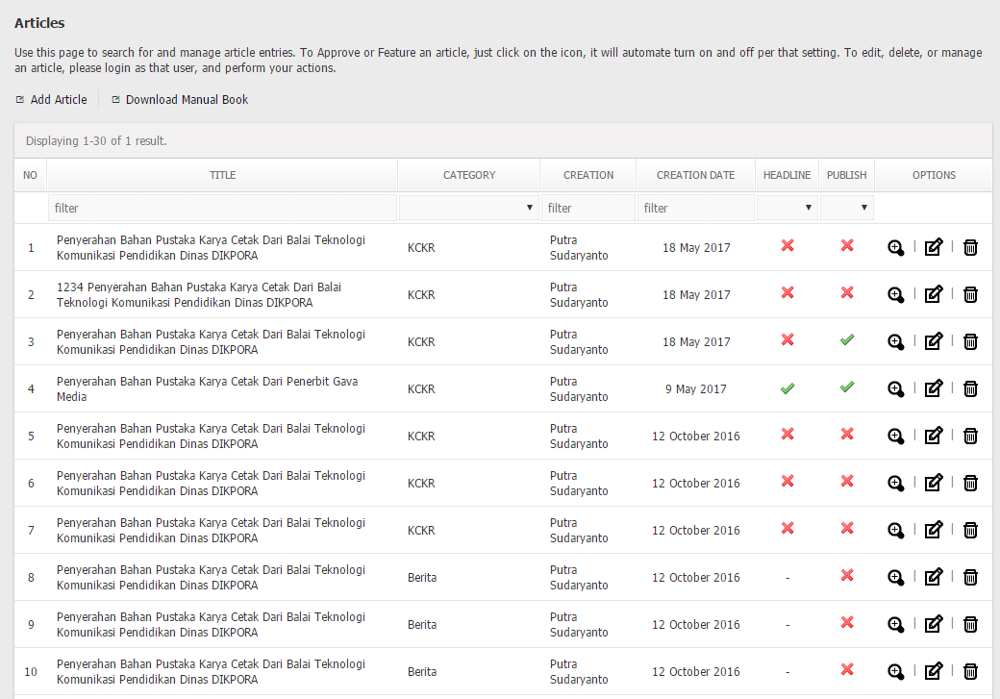 Articles
Use this page to search for and manage article entries. To Approve or Feature an article, just click on the icon, it will automate turn on and off per that setting. To edit, delete, or manage
an article, please login as that user, and perform your actions.
Add Article Download Manual Book
Displaying 1-30 of 1 result.
NO TITLE CATEGORY CREATION CREATION DATE HEADLINE PUBLISH OPTIONS
filter filter filter
1 Penyerahan Bahan Pustaka Karya Cetak Dari Balai Teknologi
Komunikasi Pendidikan Dinas DIKPORA KCKR Putra
Sudaryanto 18 May 2017 | |
2 1234 Penyerahan Bahan Pustaka Karya Cetak Dari Balai
Teknologi Komunikasi Pendidikan Dinas DIKPORA KCKR Putra
Sudaryanto 18 May 2017 | |
3 Penyerahan Bahan Pustaka Karya Cetak Dari Balai Teknologi
Komunikasi Pendidikan Dinas DIKPORA KCKR Putra
Sudaryanto 18 May 2017 | |
4 Penyerahan Bahan Pustaka Karya Cetak Dari Penerbit Gava
Media KCKR Putra
Sudaryanto 9 May 2017 | |
5 Penyerahan Bahan Pustaka Karya Cetak Dari Balai Teknologi
Komunikasi Pendidikan Dinas DIKPORA KCKR Putra
Sudaryanto 12 October 2016 | |
6 Penyerahan Bahan Pustaka Karya Cetak Dari Balai Teknologi
Komunikasi Pendidikan Dinas DIKPORA KCKR Putra
Sudaryanto 12 October 2016 | |
7 Penyerahan Bahan Pustaka Karya Cetak Dari Balai Teknologi
Komunikasi Pendidikan Dinas DIKPORA KCKR Putra
Sudaryanto 12 October 2016 | |
8 Penyerahan Bahan Pustaka Karya Cetak Dari Balai Teknologi
Komunikasi Pendidikan Dinas DIKPORA Berita Putra
Sudaryanto 12 October 2016 - | |
9 Penyerahan Bahan Pustaka Karya Cetak Dari Balai Teknologi
Komunikasi Pendidikan Dinas DIKPORA Berita Putra
Sudaryanto 12 October 2016 - | |
10 Penyerahan Bahan Pustaka Karya Cetak Dari Balai Teknologi
Komunikasi Pendidikan Dinas DIKPORA Berita Putra
Sudaryanto 12 October 2016 - | |